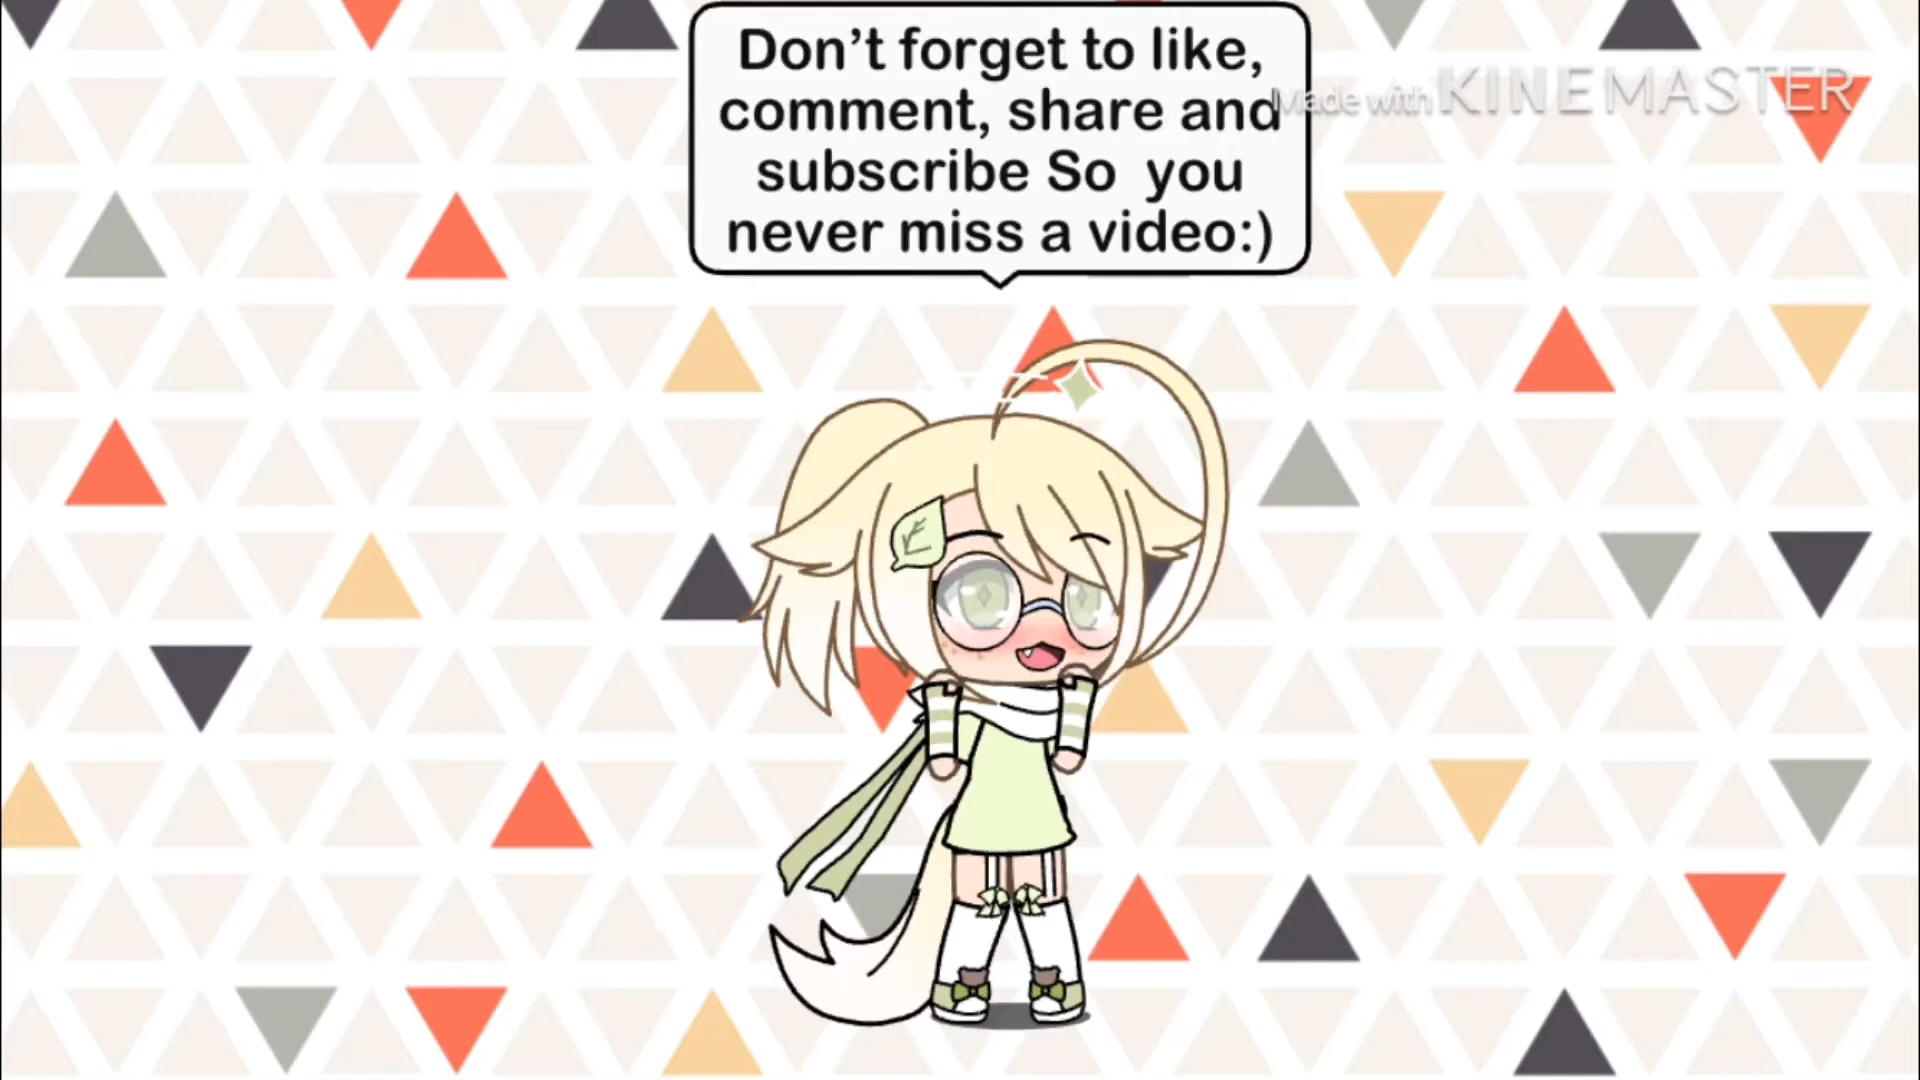 Don’t forget to like,
comment, share and
subscribe So  you
never miss a video:)
Made with KINEMASTER